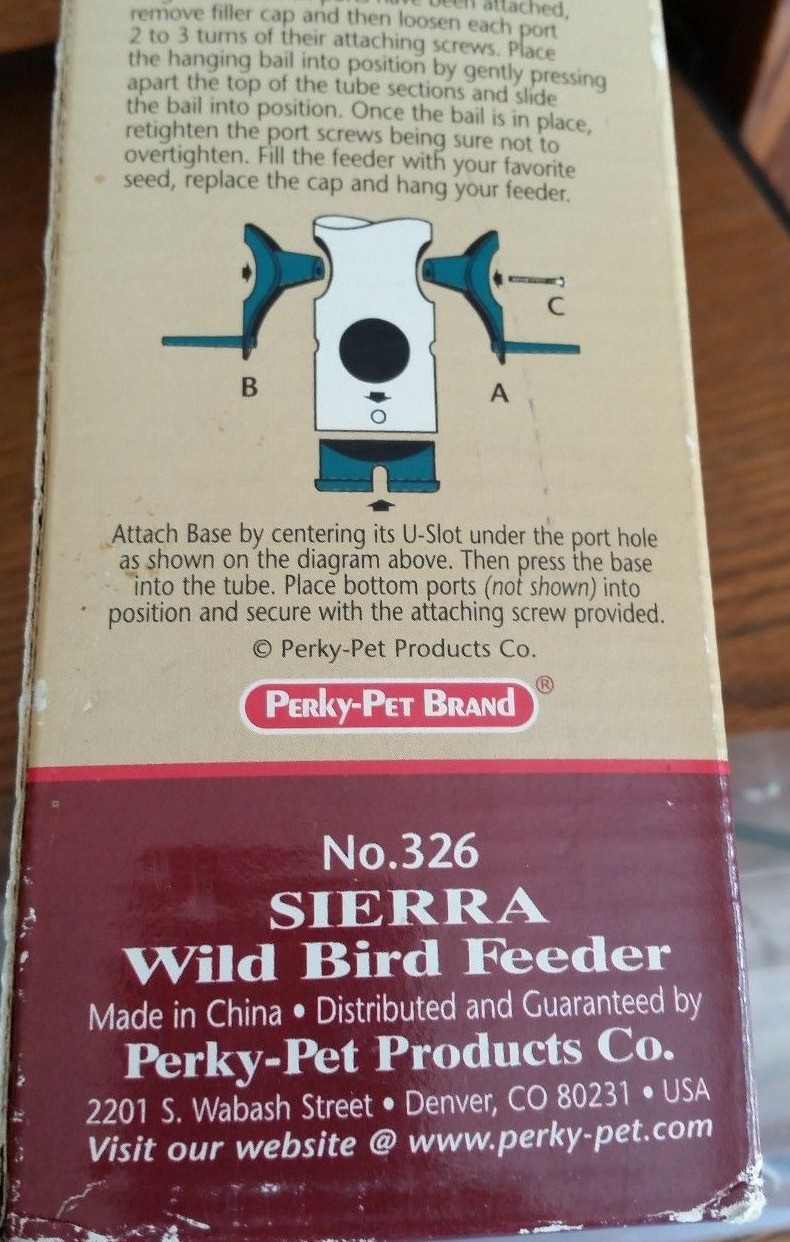 have been attached,
remove filler cap and then loosen each port
2 to 3 turns of their attaching screws. Place
the hanging bail into position by gently pressing
apart the top of the tube sections and slide
the bail into position. Once the bail is in place,
retighten the port screws being sure not to
overtighten. Fill the feeder with your favorite
seed, replace the cap and hang your feeder.
C
B
A
Attach Base by centering its U-Slot under the port hole
as shown on the diagram above. Then press the base
into the tube. Place bottom ports (not shown) into
position and secure with the attaching screw provided.
© Perky-Pet Products Co.
PERKY-PET BRAND ®
No.326
SIERRA
Wild Bird Feeder
Made in China • Distributed and Guaranteed by
Perky-Pet Products Co.
2201 S. Wabash Street • Denver, CO 80231 • USA
Visit our website @ www.perky-pet.com